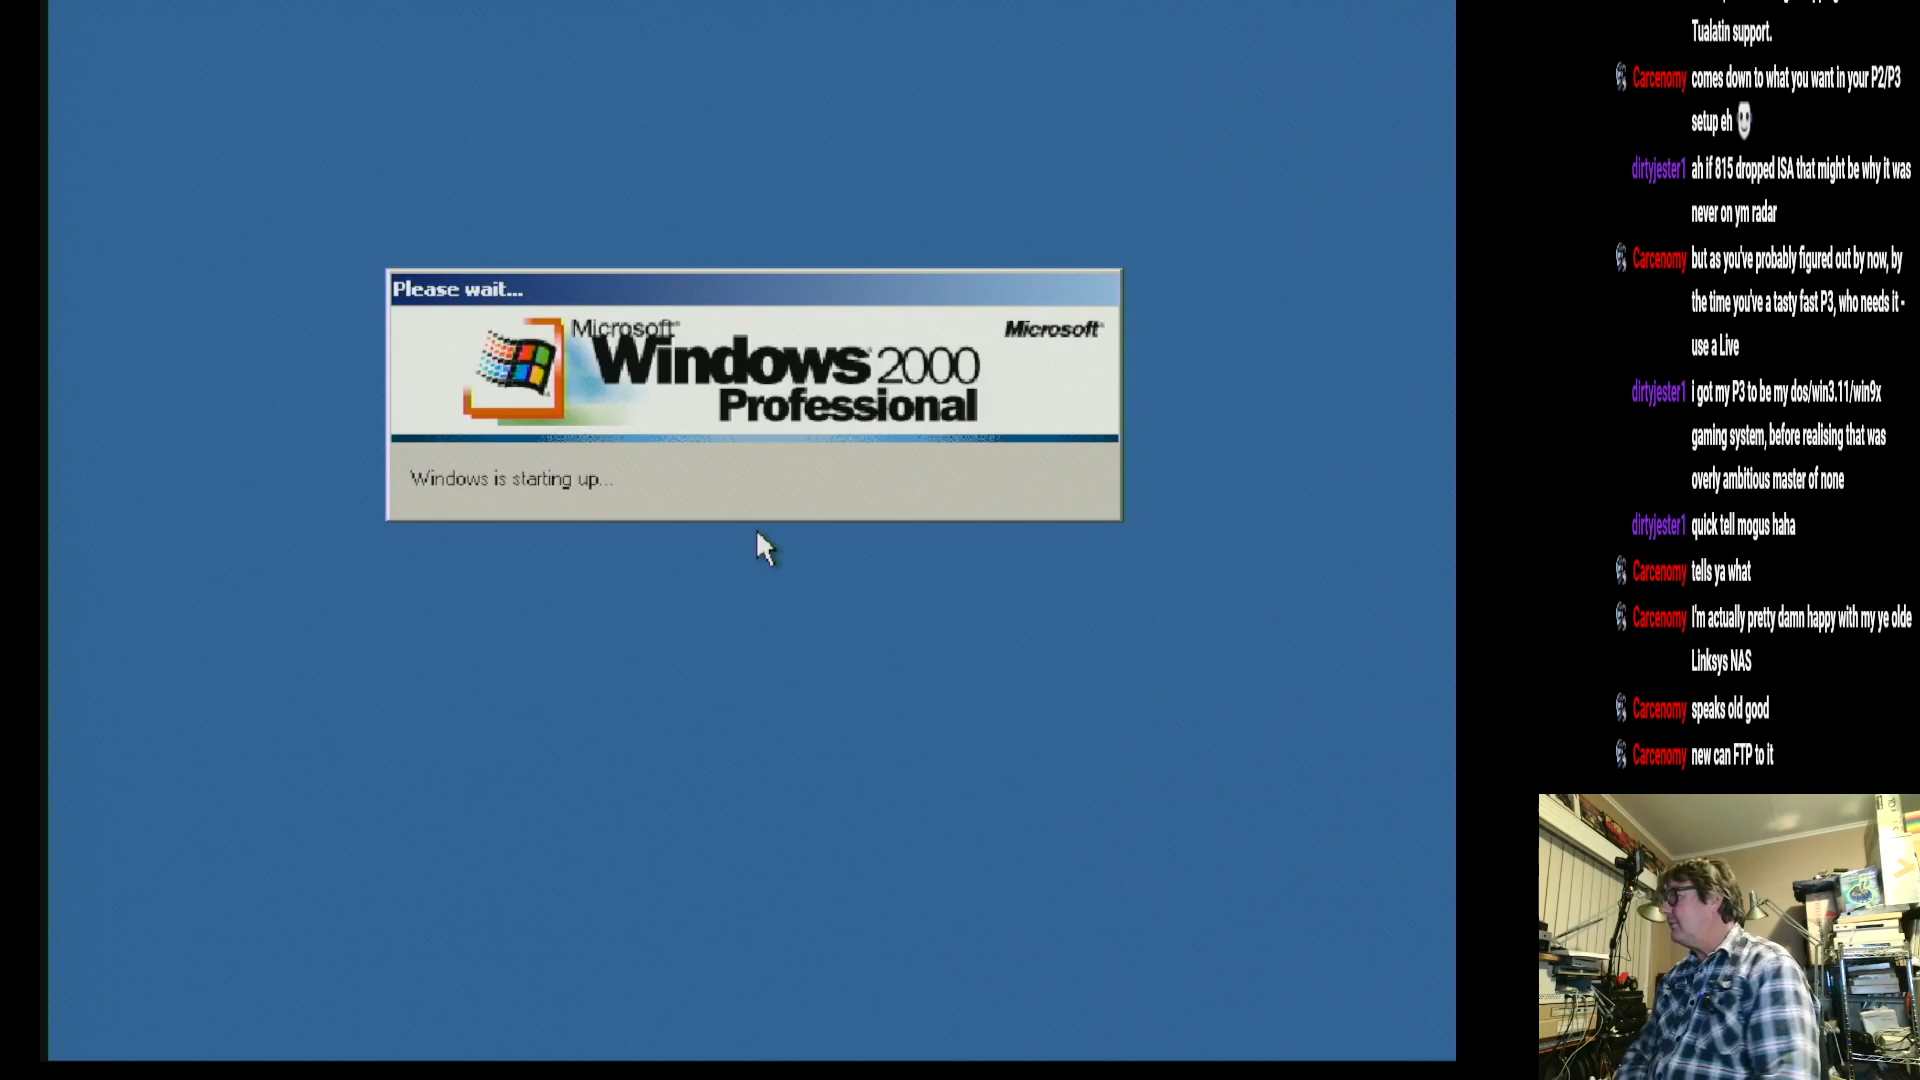 Please wait...
Microsoft
Microsoft
Windows 2000
Professional
Windows is starting up...
Tualatin support.
Carcenomy comes down to what you want in your P2/P3
setup eh
dirtyjester1 ah if 815 dropped ISA that might be why it was
never on ym radar
Carcenomy but as you've probably figured out by now, by
the time you've a tasty fast P3, who needs it -
use a Live
dirtyjester1 i got my P3 to be my dos/win3.11/win9x
gaming system, before realising that was
overly ambitious master of none
dirtyjester1 quick tell mogus haha
Carcenomy tells ya what
Carcenomy I'm actually pretty damn happy with my ye olde
Linksys NAS
Carcenomy speaks old good
Carcenomy new can FTP to it